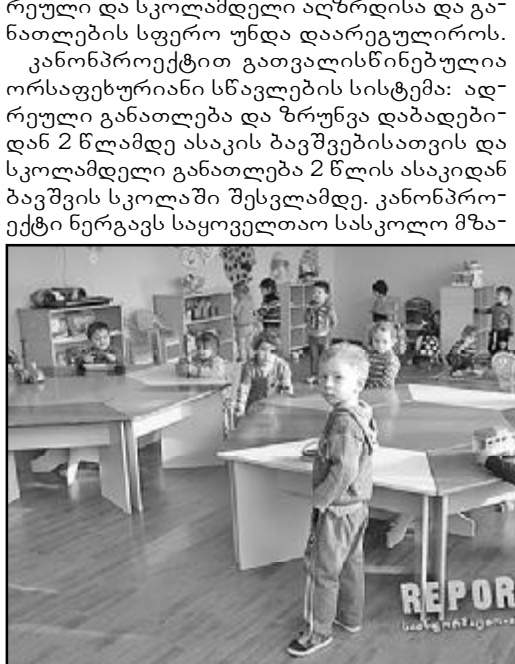 რეული და სკოლამდელი აღზრდისა და გა-
ნათლების სფერო უნდა დაარეგულიროს.
კანონპროექტით გათვალისწინებულია
ორსაფეხურიანი სწავლების სისტემა: ად-
რეული განათლება და ზრუნვა დაბადები-
დან 2 წლამდე ასაკის ბავშვებისათვის და
სკოლამდელი განათლება 2 წლის ასაკიდან
ბავშვის სკოლაში შესვლამდე. კანონპრო-
ექტი ნერგავს საყოველთაო სასკოლო მზა-
REPOR